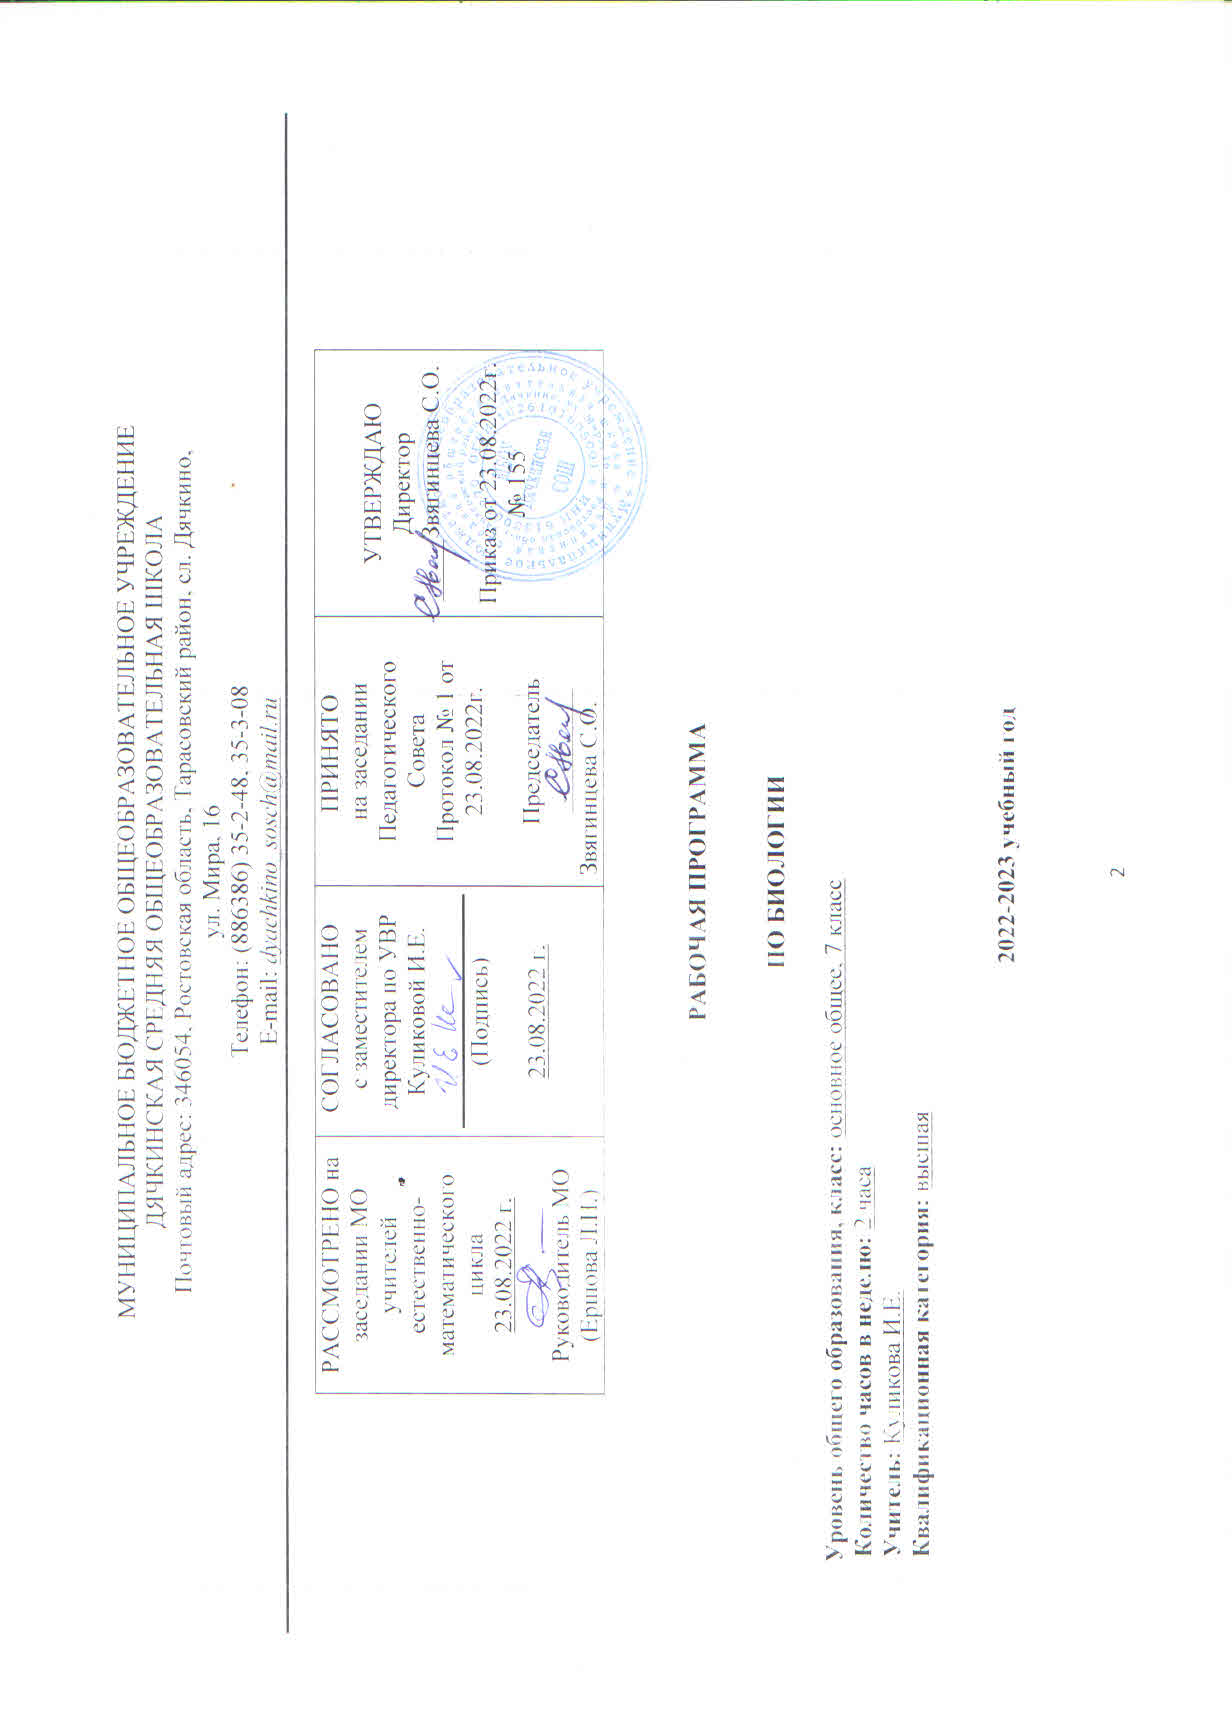 МУНИЦИПАЛЬНОЕ БЮДЖЕТНОЕ ОБЩЕОБРАЗОВАТЕЛЬНОЕ УЧРЕЖДЕНИЕ
ДЯЧКИНСКАЯ СРЕДНЯЯ ОБЩЕОБРАЗОВАТЕЛЬНАЯ ШКОЛА
Почтовый адрес: 346054, Ростовская область, Тарасовский район, сл. Дячкино,
ул. Мира, 16
Телефон: (886386) 35-2-48, 35-3-08
E-mail: dyachkino_sosch@mail.ru
РАССМОТРЕНО на
заседании МО
учителей
естественно-
математического
цикла
23.08.2022 г.
Руководитель МО
(Ершова Л.Н.)
СОГЛАСОВАНО
с заместителем
директора по УВР
Куликовой И.Е.
(Подпись)
23.08.2022 г.
ПРИНЯТО
на заседании
Педагогического
Совета
Протокол № 1 от
23.08.2022г.
Председатель
Звягинцева С.О.
УТВЕРЖДАЮ
Директор
Звягинцева С.О.
Приказ от 23.08.2022г.
№ 155
СОШ
РАБОЧАЯ ПРОГРАММА
ПО БИОЛОГИИ
Уровень общего образования, класс: основное общее, 7 класс
Количество часов в неделю: 2 часа
Учитель: Куликова И.Е.
Квалификационная категория: высшая
2022-2023 учебный год
2